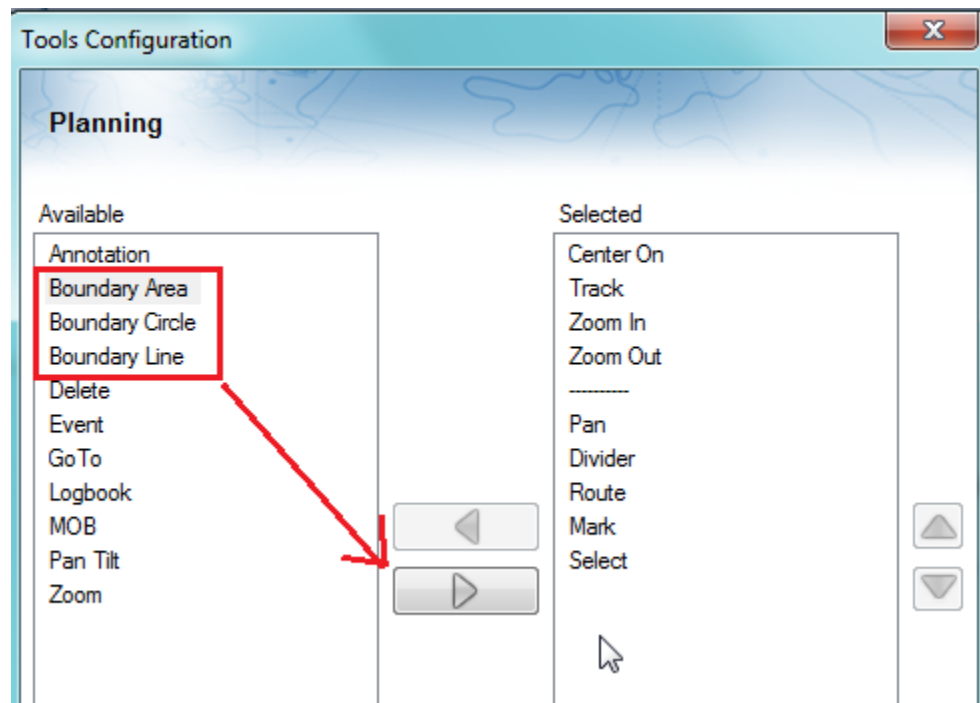 Tools Configuration
x
Planning
Available
Annotation
Boundary Area
Boundary Circle
Boundary Line
Delete
Event
GoTo
Logbook
MOB
Pan Tilt
Zoom
Selected
Center On
Track
Zoom In
Zoom Out
----------
Pan
Divider
Route
Mark
Select